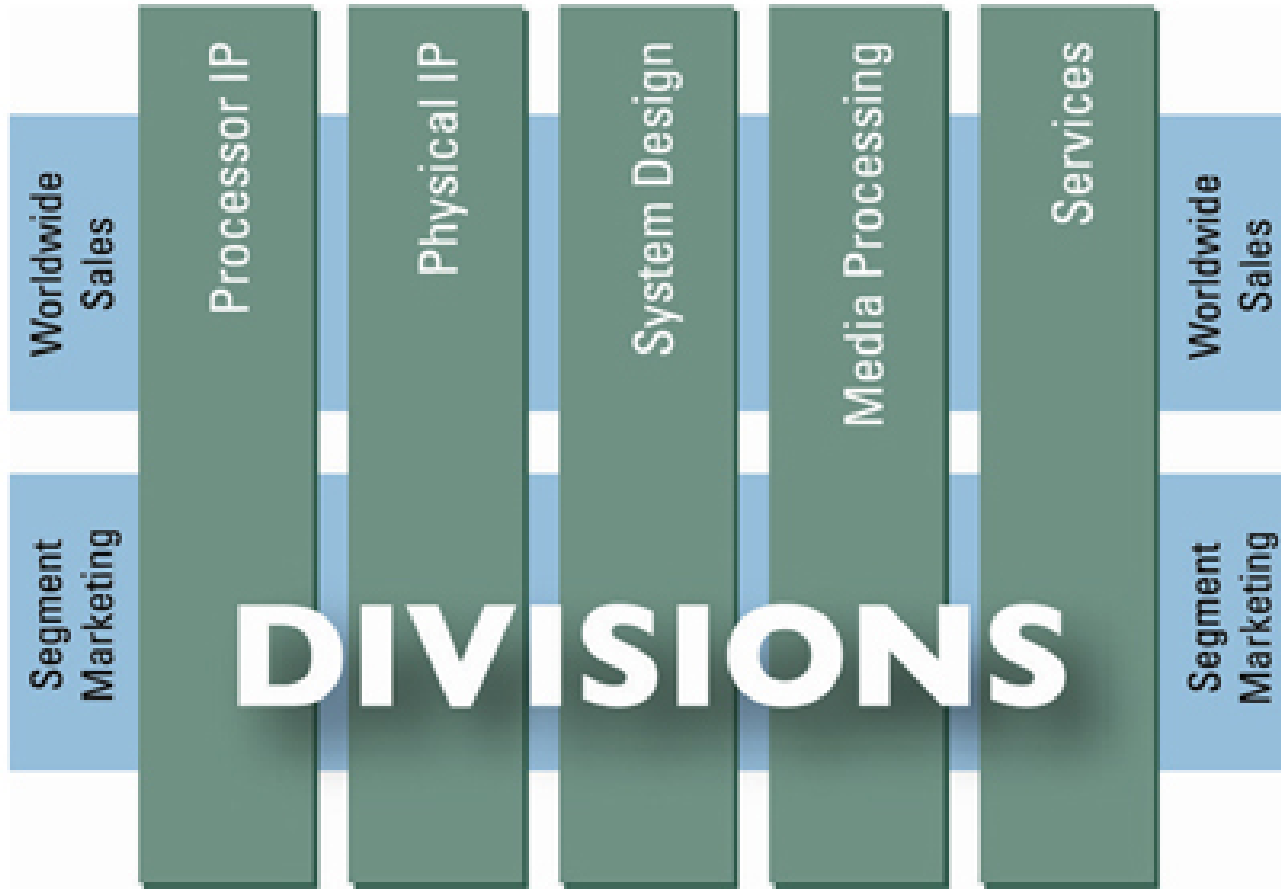 Worldwide
Sales
Segment
Marketing
Processor IP
Physical IP
System Design
Media Processing
Services
DIVISIONS
Worldwide
Sales
Segment
Marketing